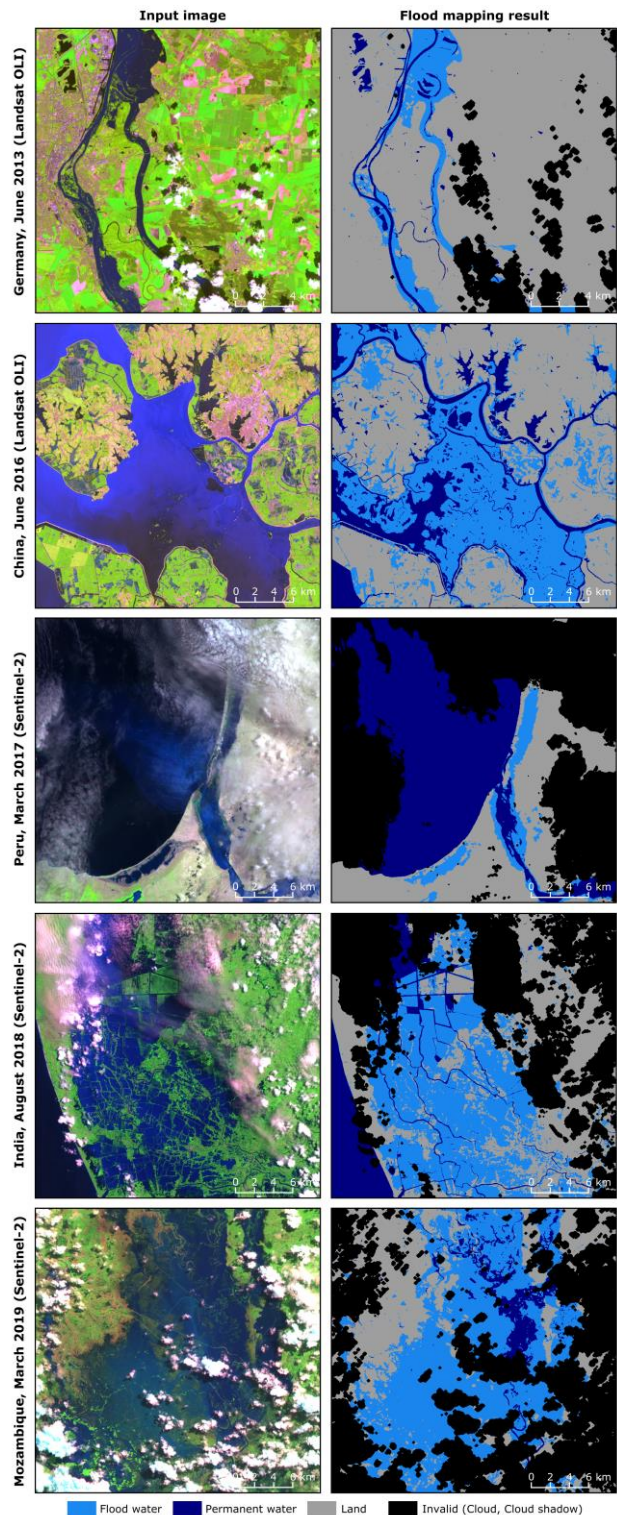 Input image
Flood mapping result
Germany, June 2013 (Landsat OLI)
0 2 4 km
0 2 4 km
China, June 2016 (Landsat OLI)
0 2 4 6 km
0 2 4 6 km
Peru, March 2017 (Sentinel-2)
0 2 4 6 km
0 2 4 6 km
India, August 2018 (Sentinel-2)
0 2 4 6 km
0 2 4 6 km
Mozambique, March 2019 (Sentinel-2)
0 2 4 6 km
0 2 4 6 km
Flood water
Permanent water
Land
Invalid (Cloud, Cloud shadow)